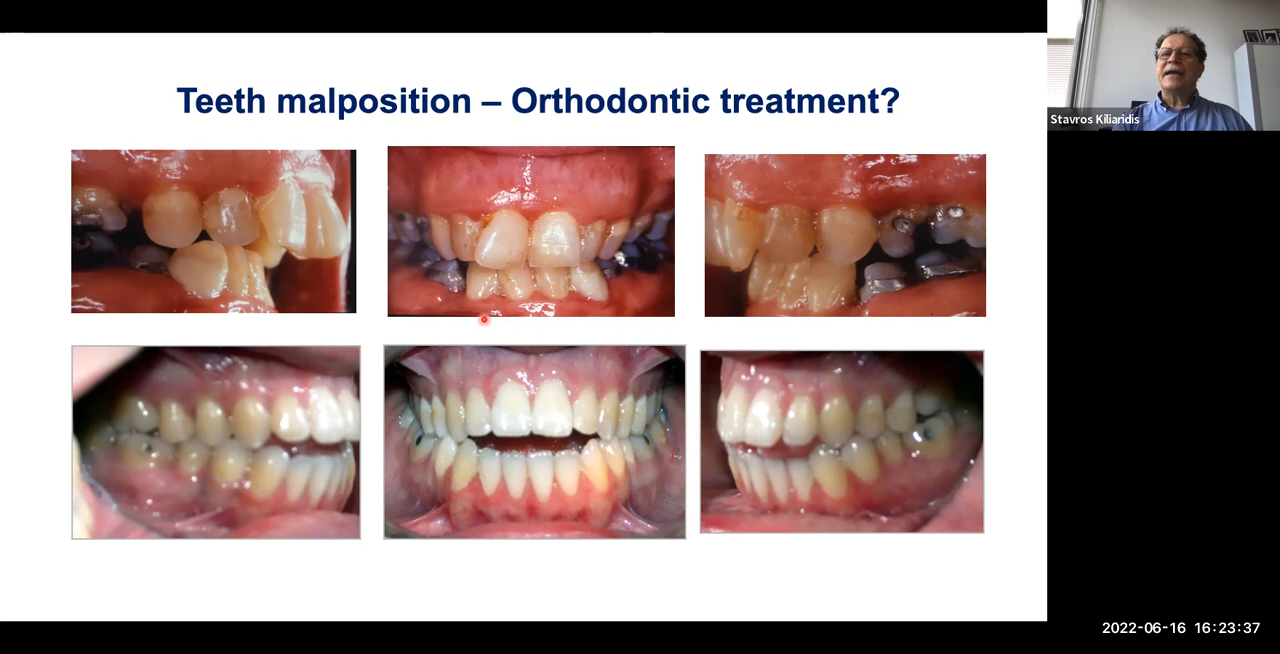 Teeth malposition – Orthodontic treatment?
Stavros Kiliaridis
2022-06-16 16:23:37